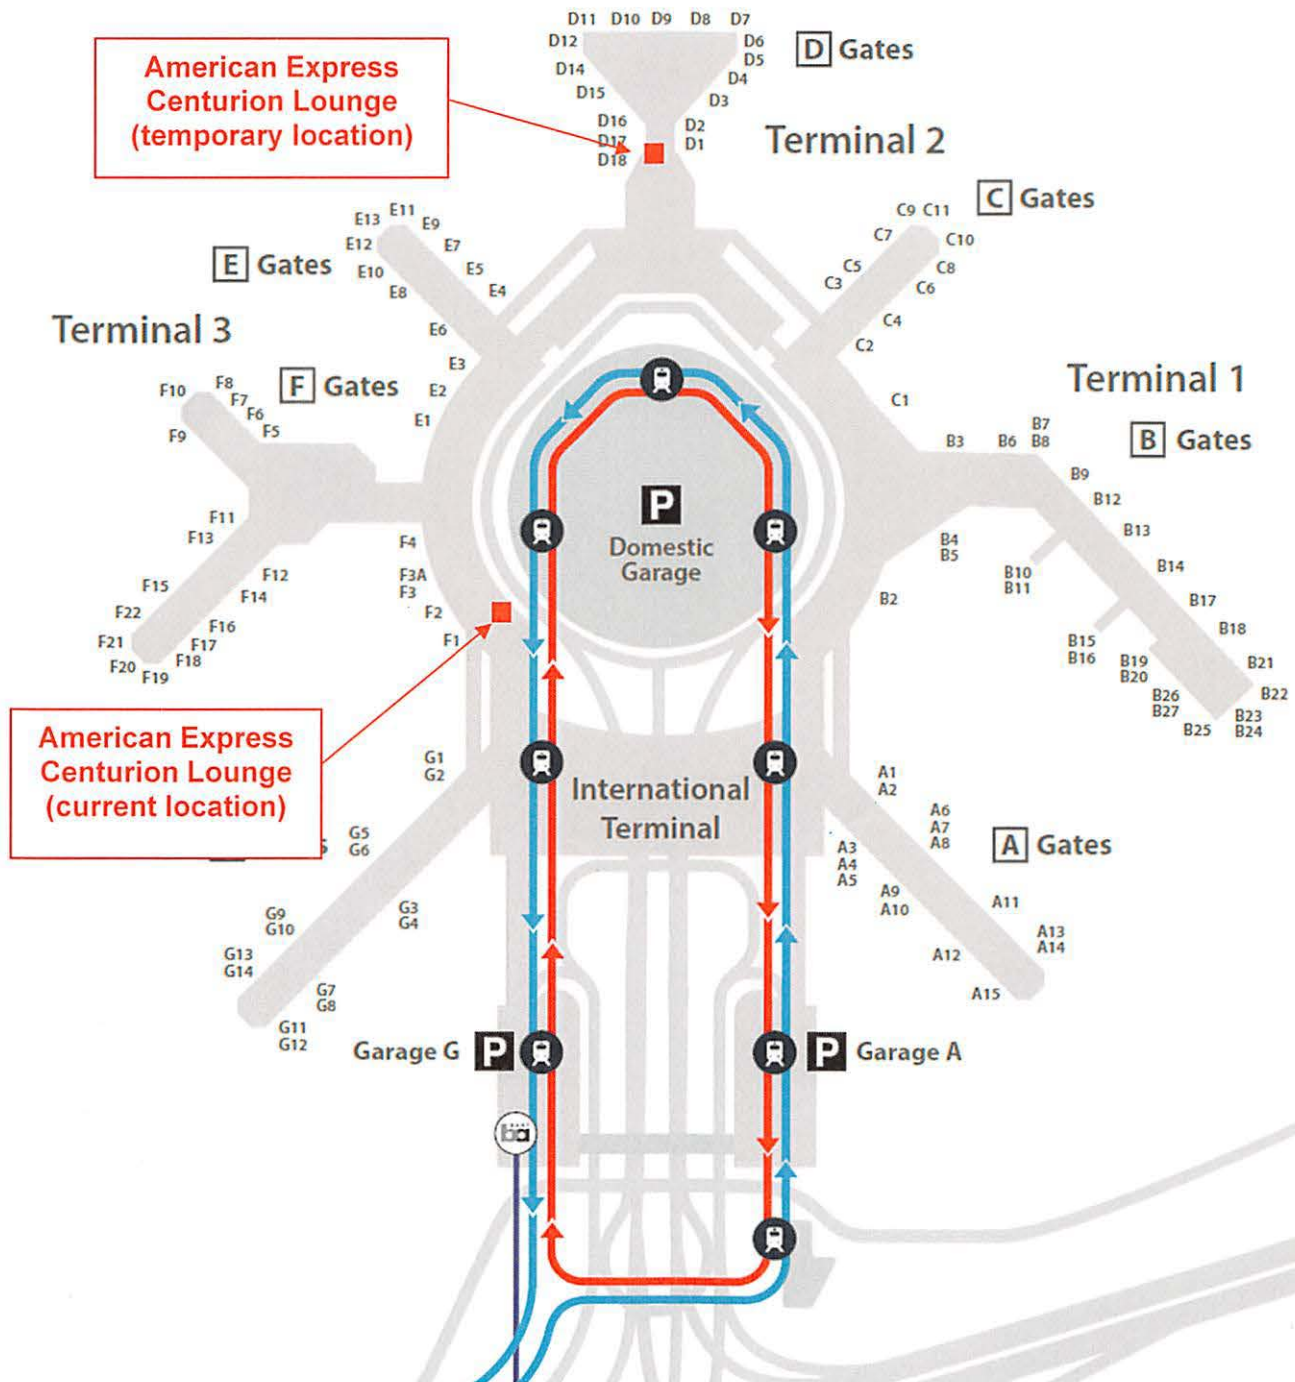 D11 D10 D9 D8 D7
D12
D6
D5
D14
D4
D15
D3
D16
D2
D17
D1
D18
D Gates
American Express
Centurion Lounge
(temporary location)
Terminal 2
C Gates
C9 C11
C7
C10
C5
C8
C3
C6
C4
C2
C1
E13
E11
E9
E12
E7
E10
E5
E8
E4
E6
E3
E2
E1
E Gates
Terminal 3
F Gates
F10
F8
F7
F6
F9
F5
F11
F13
F4
F12
F3A
F3
F15
F14
F22
F2
F16
F21
F17
F1
F20
F18
F19
Terminal 1
B Gates
B7
B3
B6
B8
B9
B12
B13
B4
B5
B14
B10
B11
B2
B17
B18
B15
B16
B19
B20
B21
B26
B27
B22
B25
B23
B24
P
Domestic
Garage
American Express
Centurion Lounge
(current location)
s
G1
G2
G5
G6
G3
G4
G9
G10
G13
G14
G7
G8
G11
G12
International
Terminal
A1
A2
A6
A7
A8
A3
A4
A5
A9
A10
A11
A13
A14
A12
A15
A Gates
Garage G P
P Garage A
ba